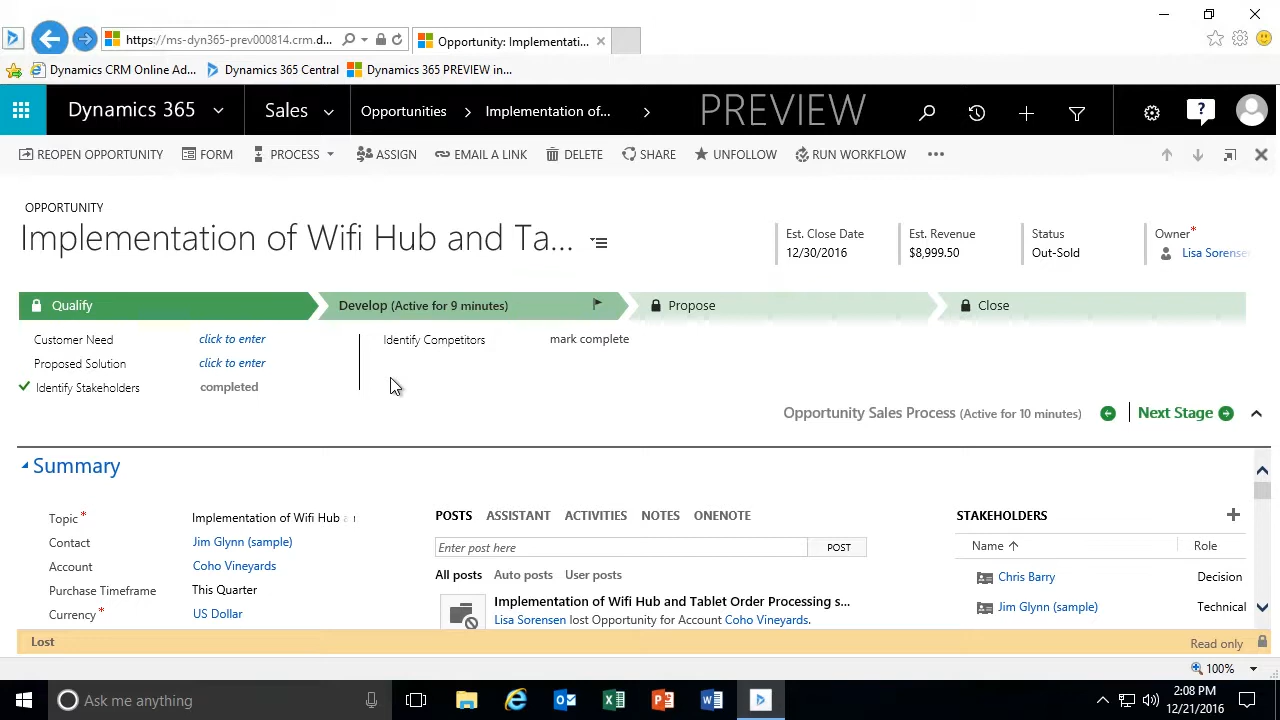 https://ms-dyn365-prev000814.crm.d...
Opportunity: Implementati...
Dynamics CRM Online Ad...
Dynamics 365 Central
Dynamics 365 PREVIEW in...
Dynamics 365
Sales
Opportunities
Implementation of...
PREVIEW
REOPEN OPPORTUNITY
FORM
PROCESS
ASSIGN
EMAIL A LINK
DELETE
SHARE
UNFOLLOW
RUN WORKFLOW
OPPORTUNITY
Implementation of Wifi Hub and Ta...
Est. Close Date
12/30/2016
Est. Revenue
$8,999.50
Status
Out-Sold
Owner*
Lisa Sorensen
Qualify
Develop (Active for 9 minutes)
Propose
Close
Customer Need click to enter
Proposed Solution click to enter
Identify Stakeholders completed
Identify Competitors mark complete
Opportunity Sales Process (Active for 10 minutes)
Next Stage
Summary
Topic* Implementation of Wifi Hub
Contact Jim Glynn (sample)
Account Coho Vineyards
Purchase Timeframe This Quarter
Currency* US Dollar
POSTS ASSISTANT ACTIVITIES NOTES ONENOTE
Enter post here POST
All posts Auto posts User posts
Implementation of Wifi Hub and Tablet Order Processing s...
Lisa Sorensen lost Opportunity for Account Coho Vineyards.
STAKEHOLDERS
Name Role
Chris Barry Decision
Jim Glynn (sample) Technical
Lost
Read only
100%
Ask me anything
2:08 PM
12/21/2016